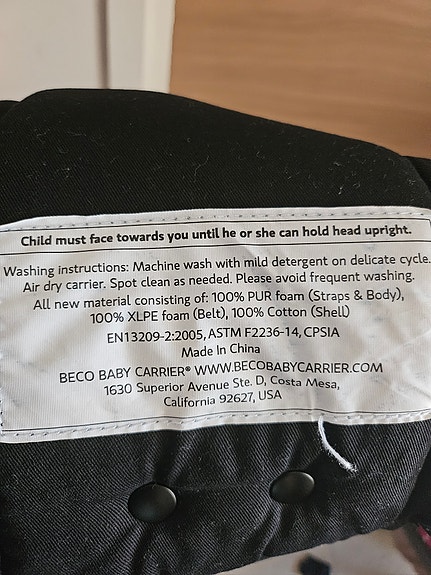 Child must face towards you until he or she can hold head upright.
Washing instructions: Machine wash with mild detergent on delicate cycle.
Air dry carrier. Spot clean as needed. Please avoid frequent washing.
All new material consisting of: 100% PUR foam (Straps & Body),
100% XLPE foam (Belt), 100% Cotton (Shell)
EN13209-2:2005, ASTM F2236-14, CPSIA
Made In China
BECO BABY CARRIER® WWW.BECOBABYCARRIER.COM
1630 Superior Avenue Ste. D, Costa Mesa,
California 92627, USA